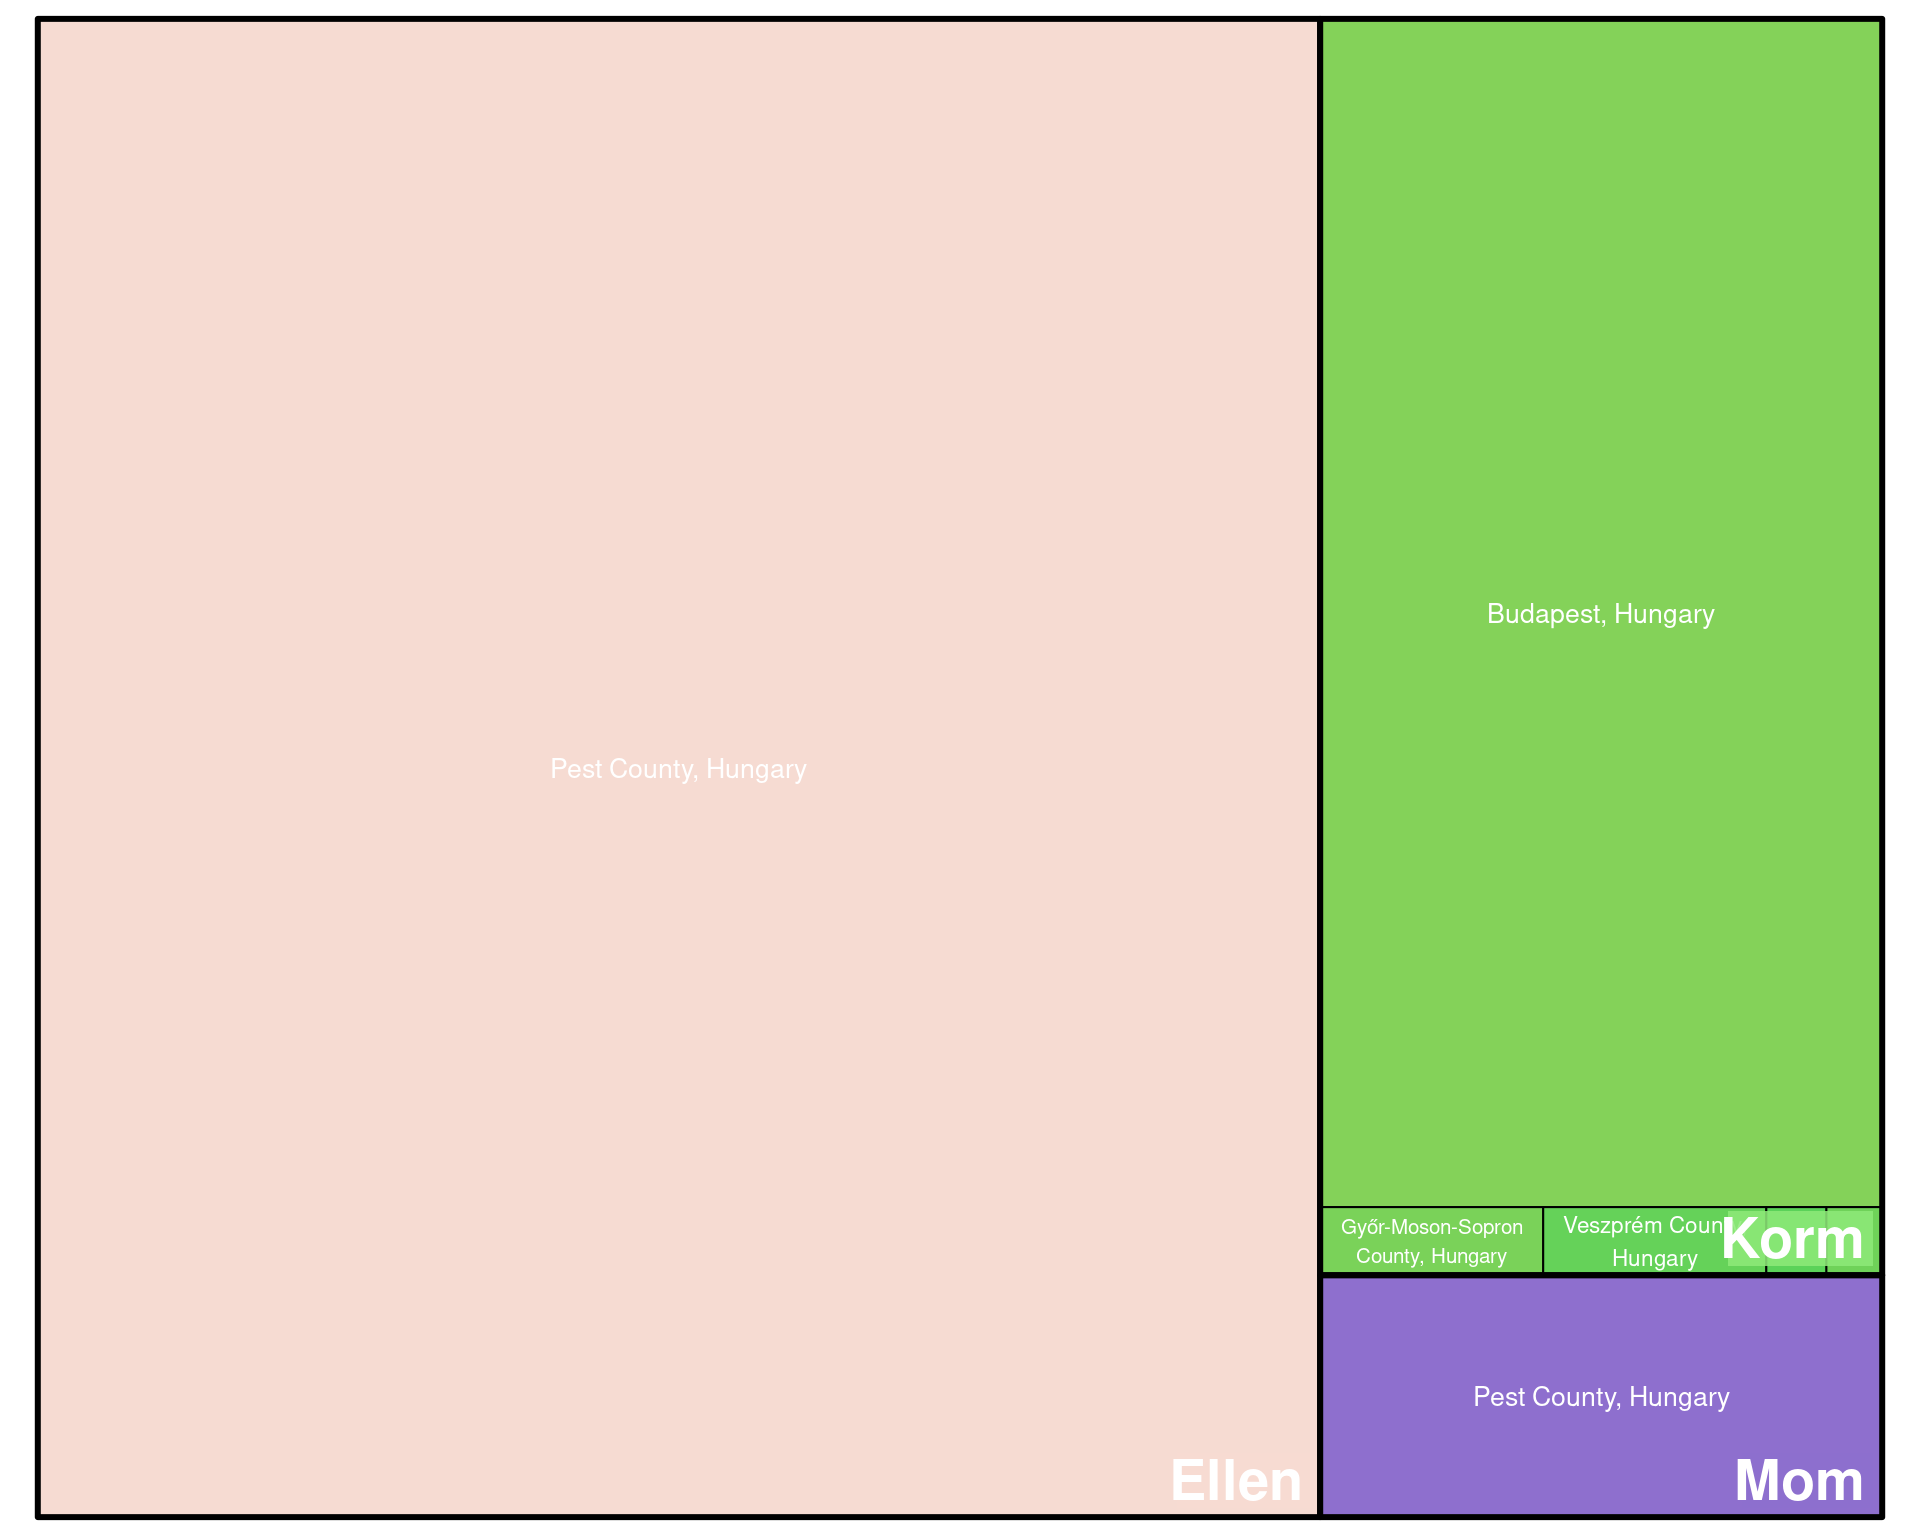 Pest County, Hungary
Ellen
Budapest, Hungary
Győr-Moson-Sopron
County, Hungary
Veszprém Coun
Hungary
Korm
Pest County, Hungary
Mom